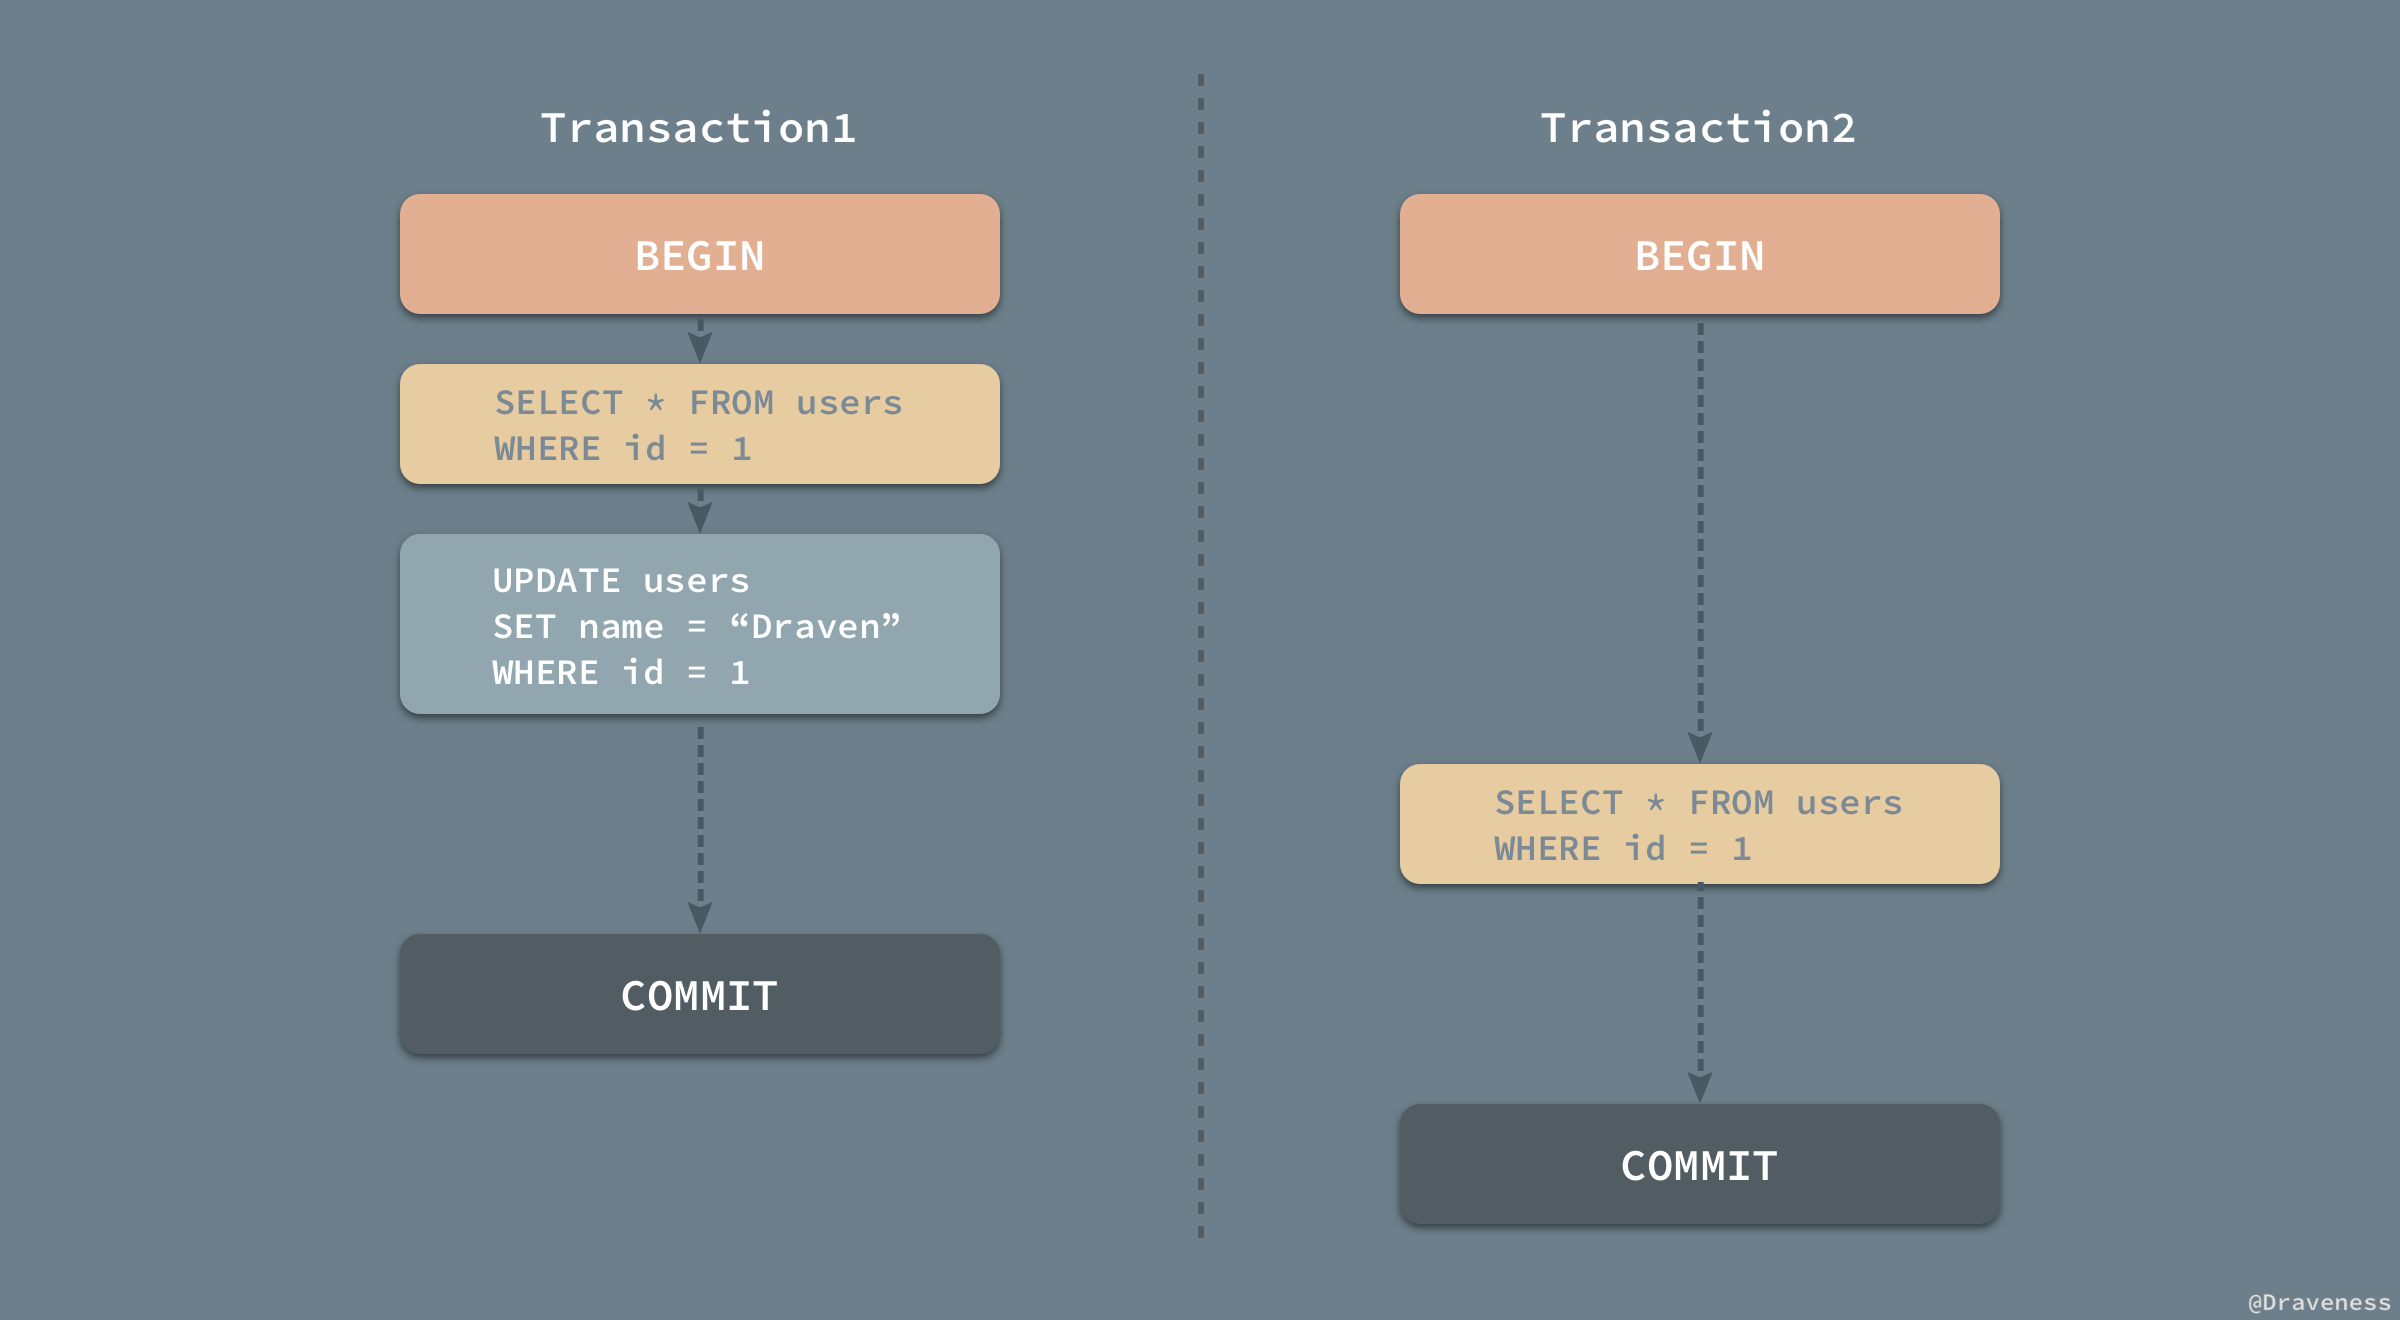 Transaction1
BEGIN
SELECT * FROM users
WHERE id = 1
UPDATE users
SET name = “Draven”
WHERE id = 1
COMMIT
Transaction2
BEGIN
SELECT * FROM users
WHERE id = 1
COMMIT
@Draveness